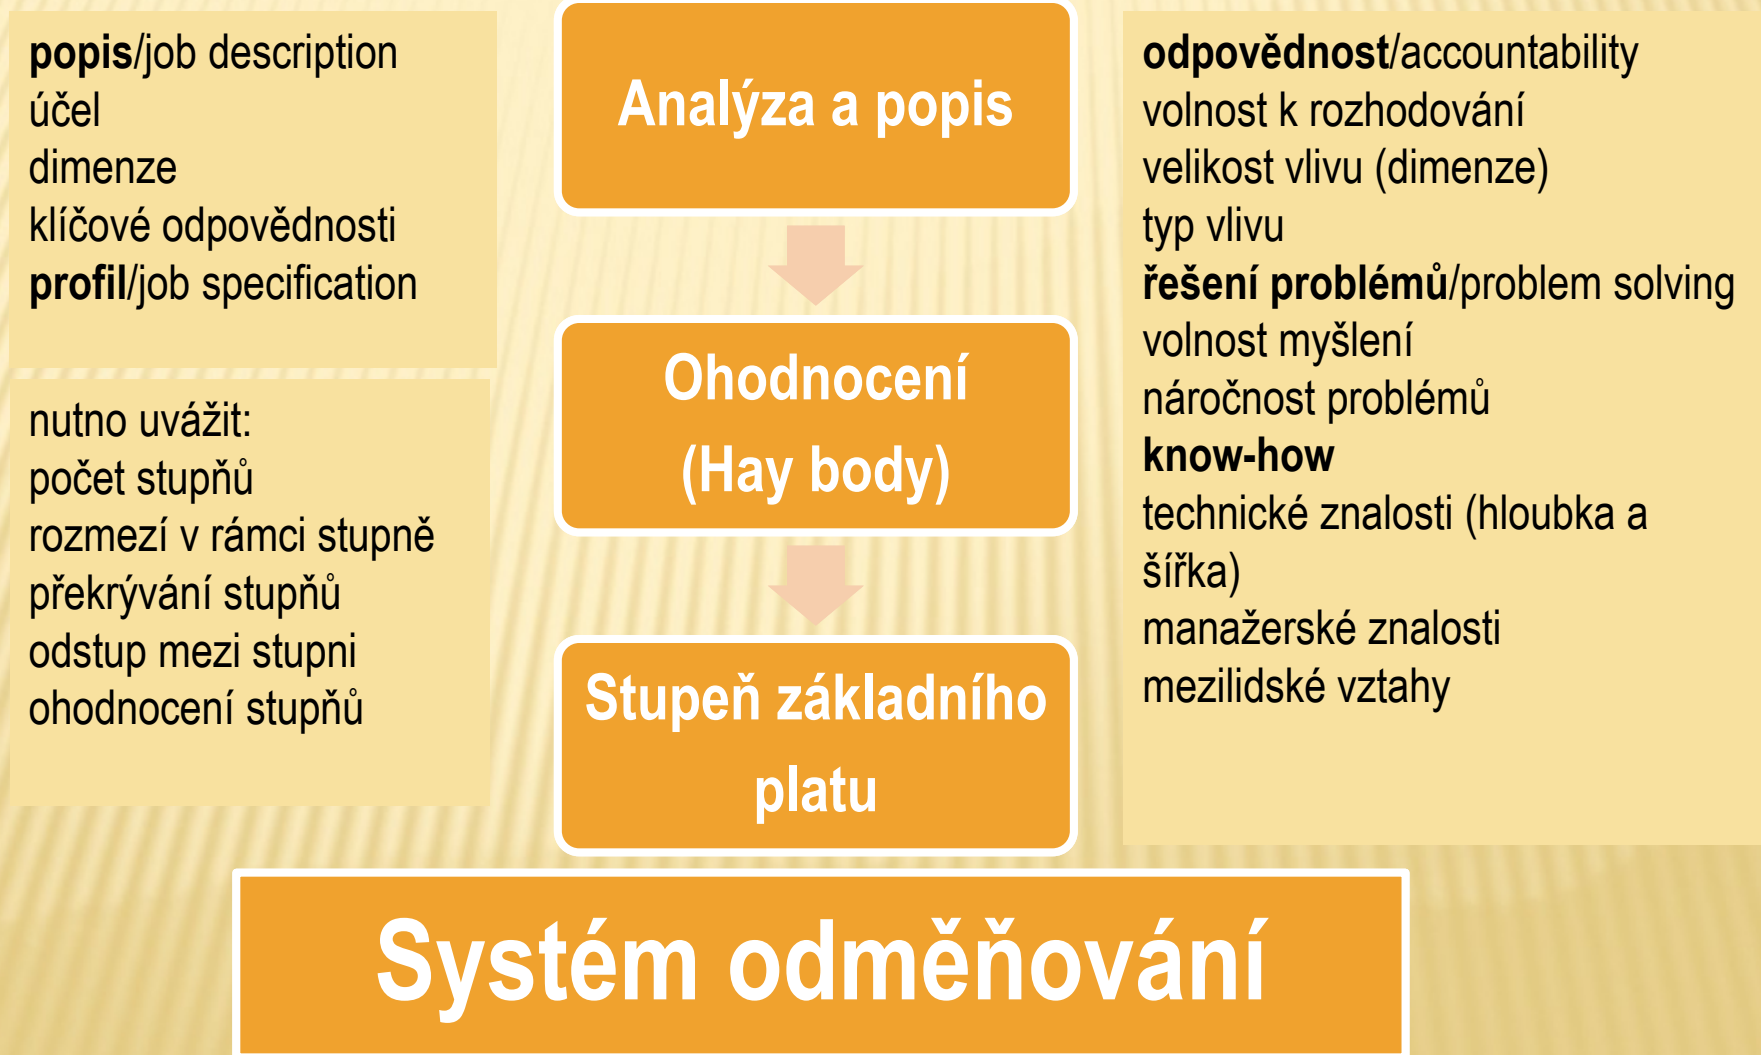 popis/job description
účel
dimenze
klíčové odpovědnosti
profil/job specification
nutno uvážit:
počet stupňů
rozmezí v rámci stupně
překrývání stupňů
odstup mezi stupni
ohodnocení stupňů
Analýza a popis
Ohodnocení
(Hay body)
Stupeň základního
platu
odpovědnost/accountability
volnost k rozhodování
velikost vlivu (dimenze)
typ vlivu
řešení problémů/problem solving
volnost myšlení
náročnost problémů
know-how
technické znalosti (hloubka a
šířka)
manažerské znalosti
mezilidské vztahy
Systém odměňování